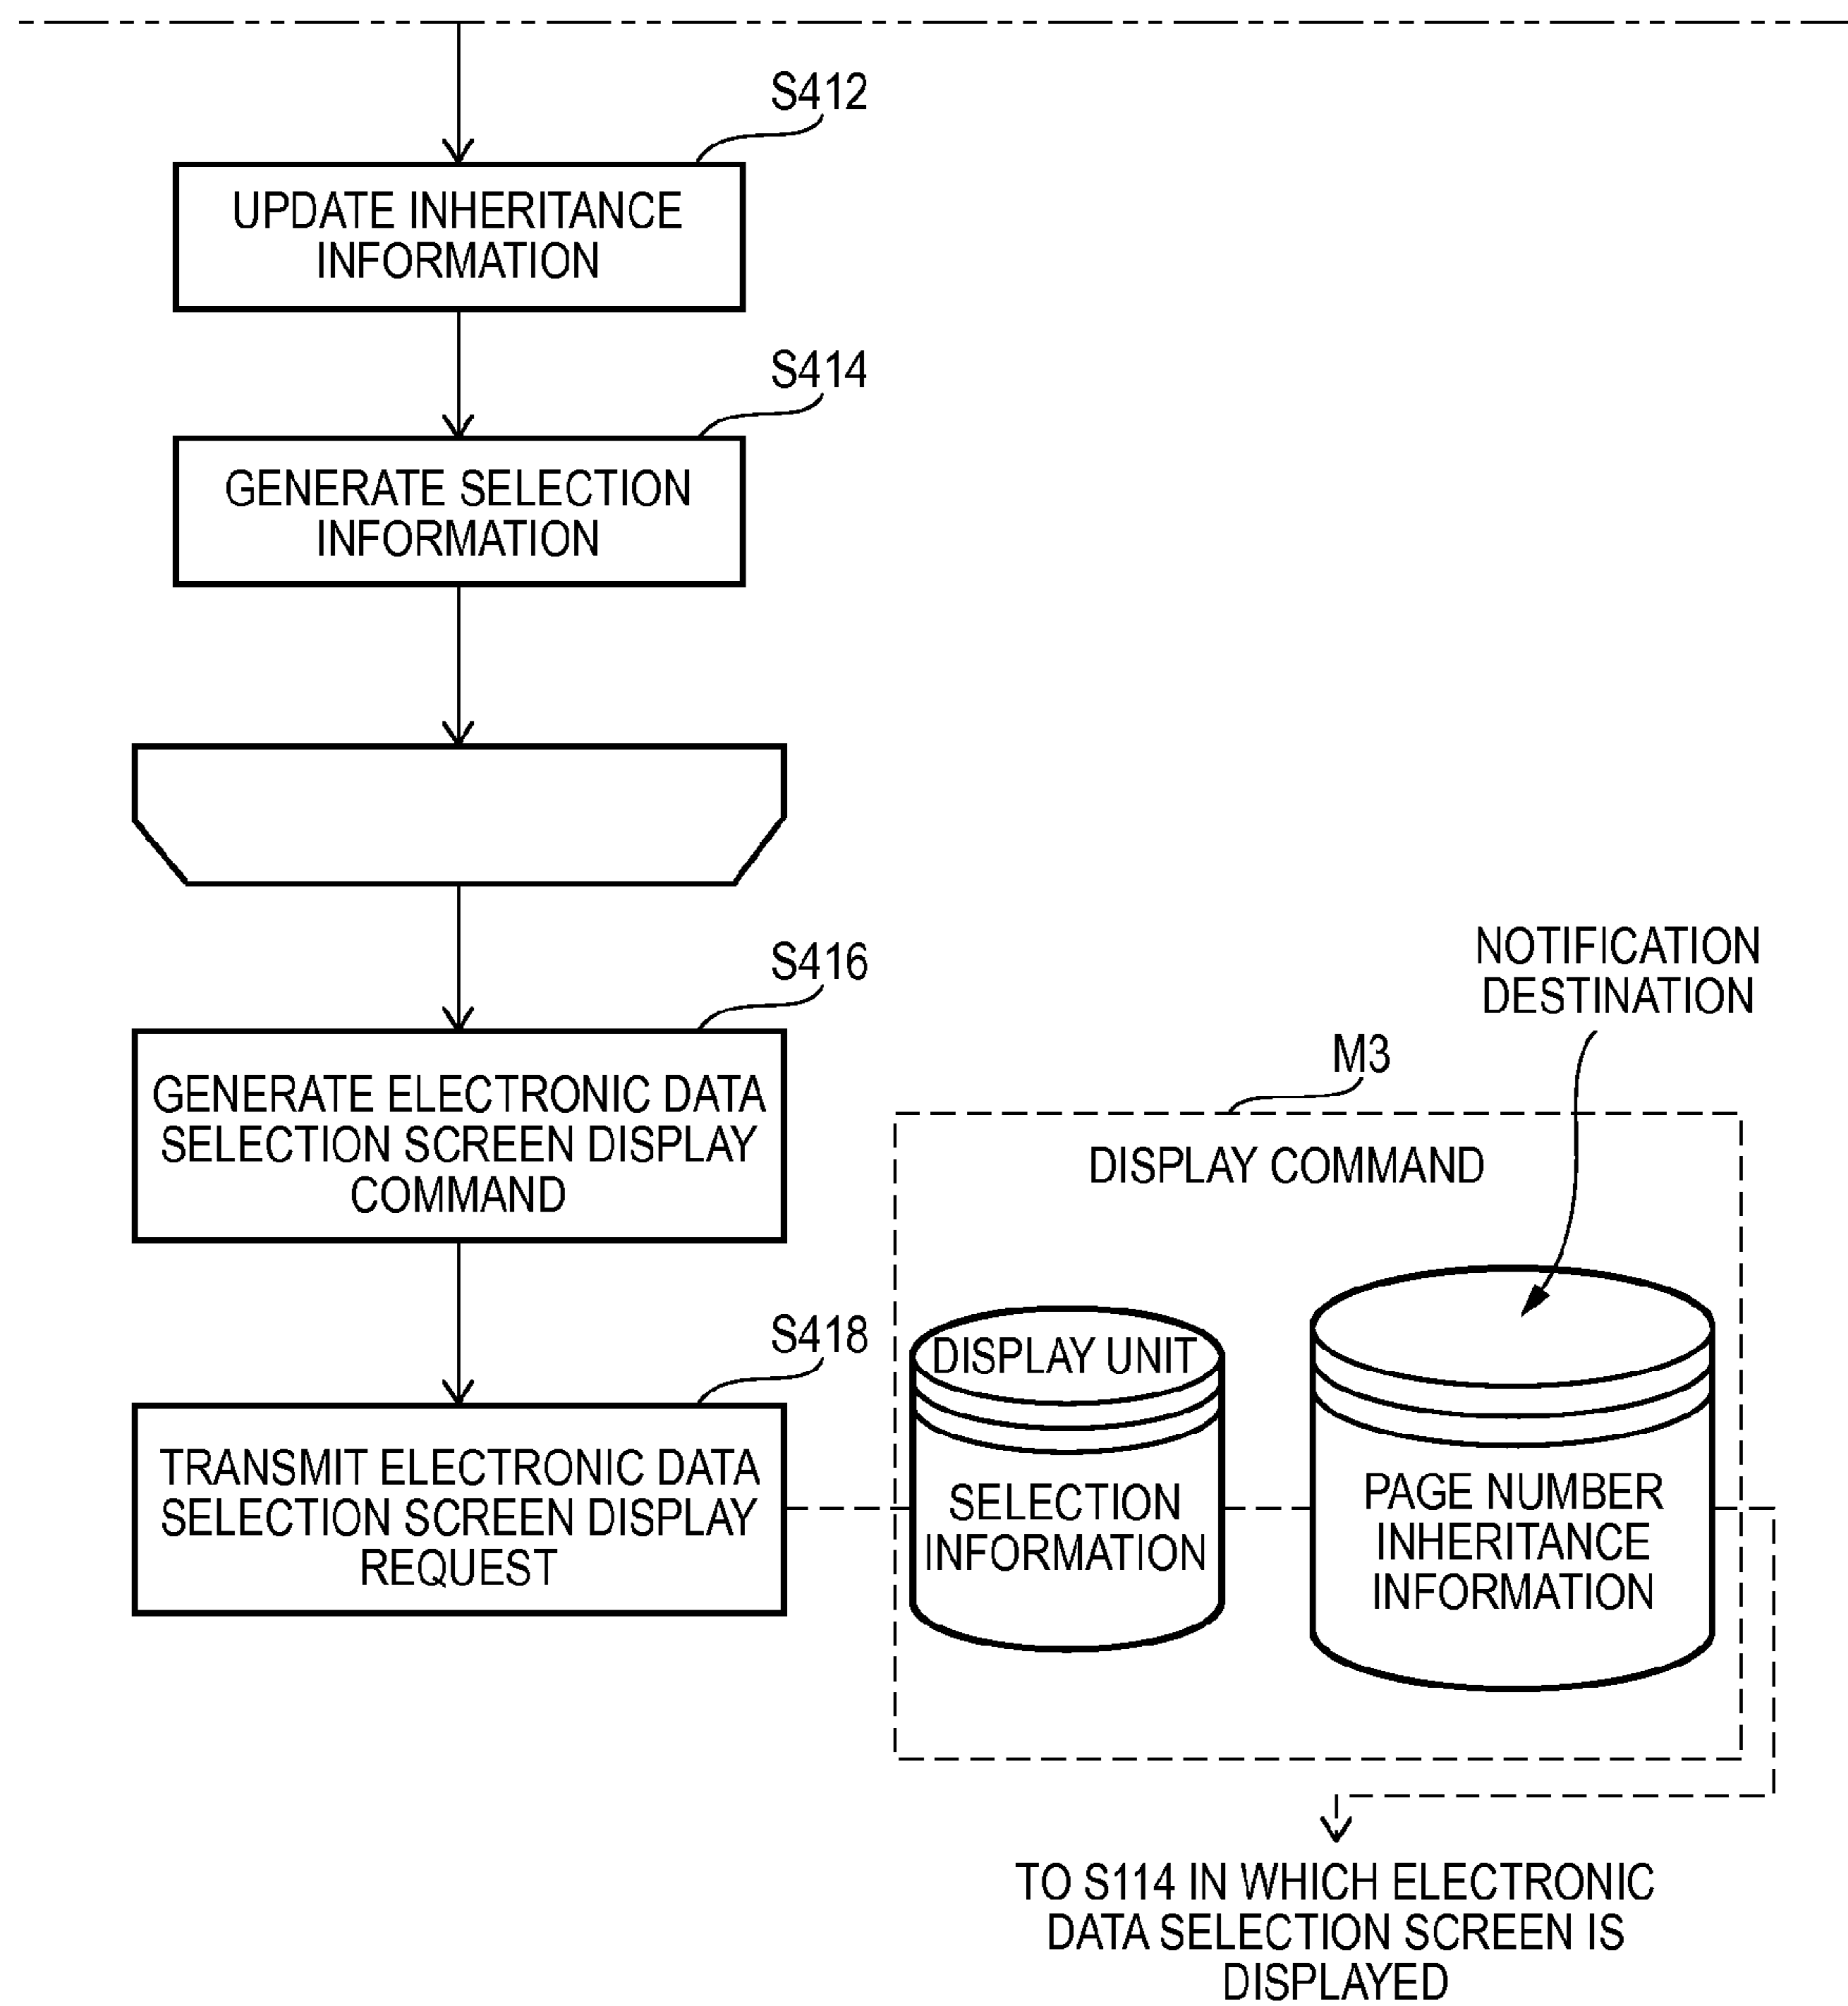 S412
UPDATE INHERITANCE
INFORMATION
S414
GENERATE SELECTION
INFORMATION
S416
GENERATE ELECTRONIC DATA
SELECTION SCREEN DISPLAY
COMMAND
S418
TRANSMIT ELECTRONIC DATA
SELECTION SCREEN DISPLAY
REQUEST
NOTIFICATION
DESTINATION
M3
DISPLAY COMMAND
DISPLAY UNIT
SELECTION
INFORMATION
PAGE NUMBER
INHERITANCE
INFORMATION
TO S114 IN WHICH ELECTRONIC
DATA SELECTION SCREEN IS
DISPLAYED